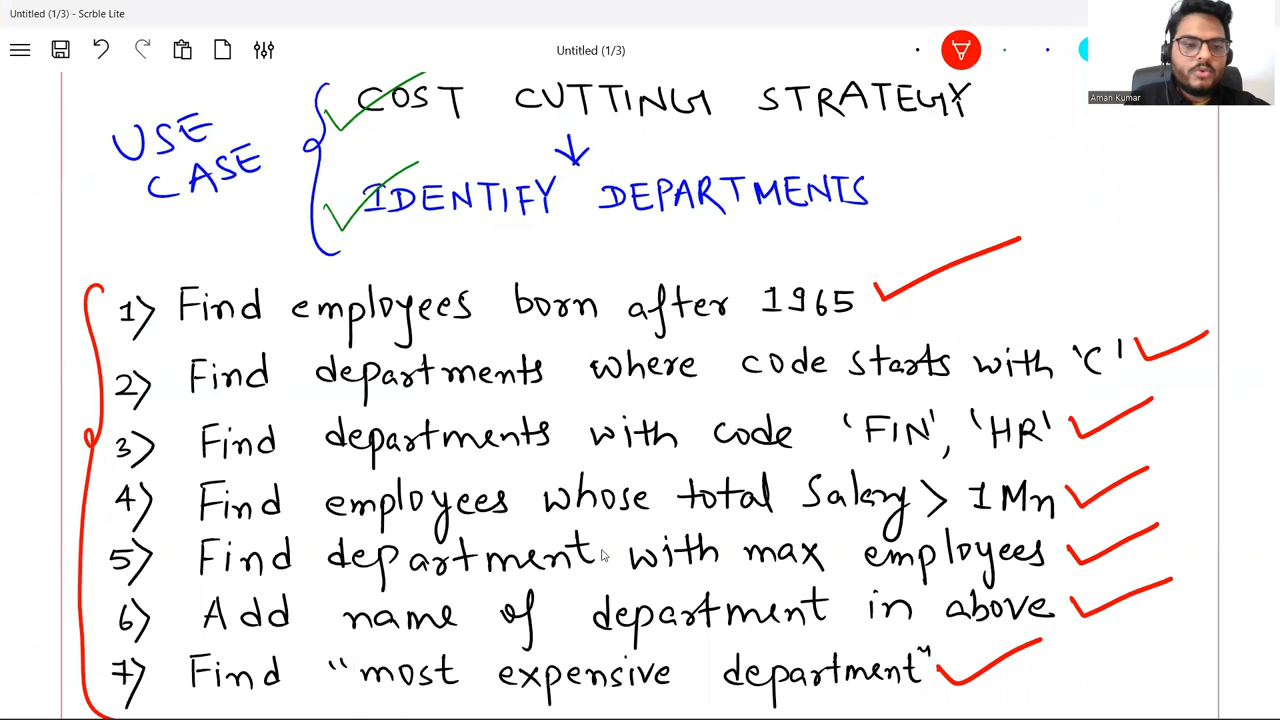 Untitled (1/3) - Scrble Lite
Untitled (1/3)
Aman Kumar
USE CASE
COST CUTTING STRATEGY
IDENTIFY DEPARTMENTS
1) Find employees born after 1965
2) Find departments where code starts with 'C'
3) Find departments with code 'FIN', 'HR'
4) Find employees whose total Salary > 1Mn
5) Find department with max employees
6) Add name of department in above
7) Find "most expensive department"